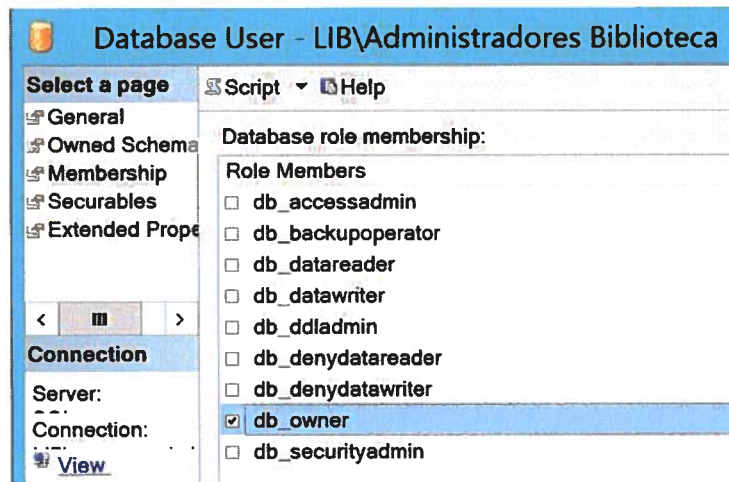 Database User - LIB\Administradores Biblioteca
Select a page
General
Owned Schema
Membership
Securables
Extended Prope
Connection
Server:
Connection:
View
Script Help
Database role membership:
Role Members
db_accessadmin
db_backupoperator
db_datareader
db_datawriter
db_ddladmin
db_denydatareader
db_denydatawriter
db_owner
db_securityadmin